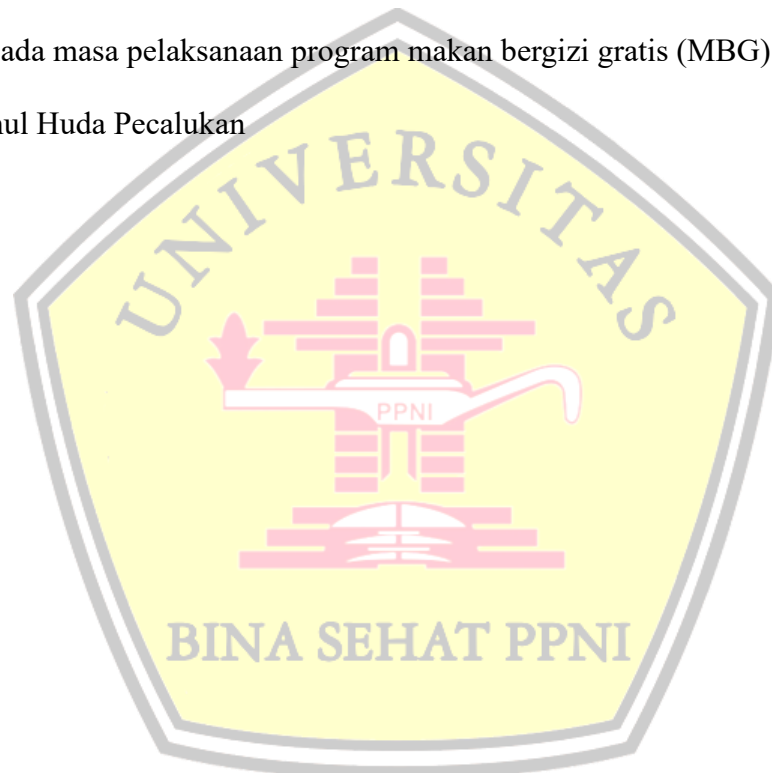 ada masa pelaksanaan program makan bergizi gratis (MBG)
ul Huda Pecalukan
UNIVERSITAS
PPNI
BINA SEHAT PPNI